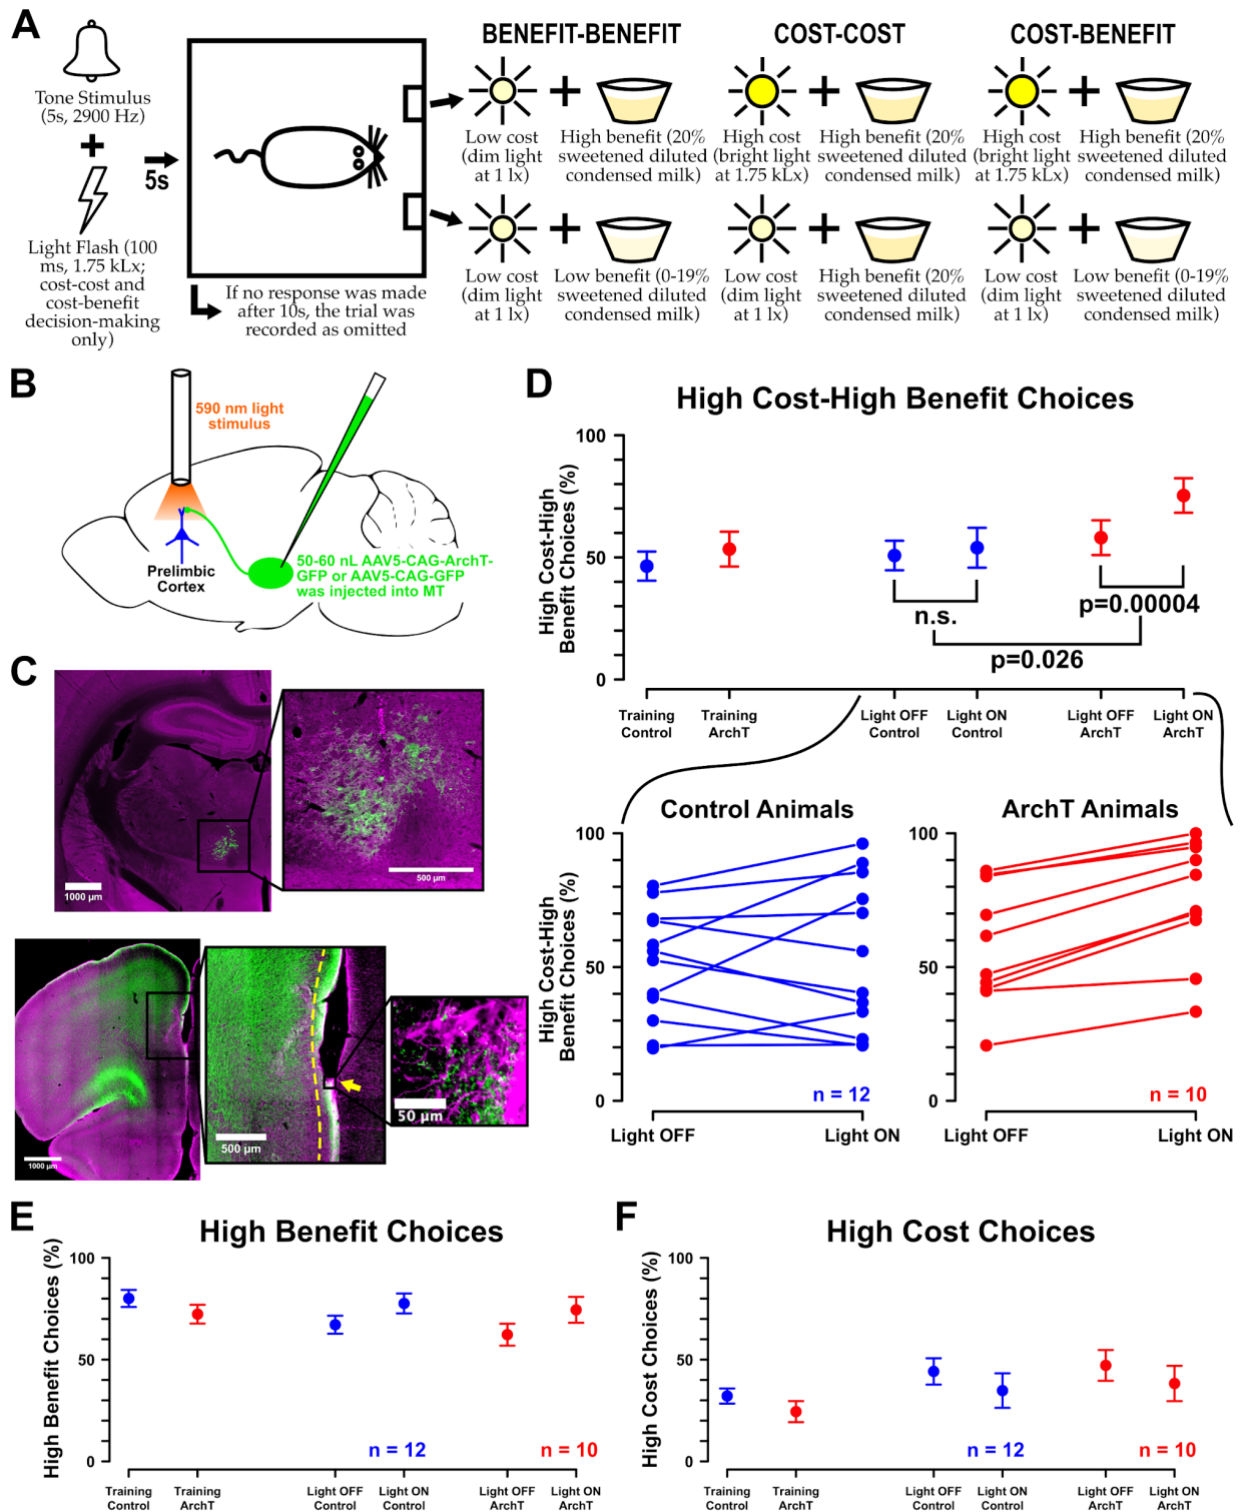 A
Tone Stimulus
(5s, 2900 Hz)
+
Light Flash (100
ms, 1.75 kLx;
cost-cost and
cost-benefit
decision-making
only)
5s
If no response was made
after 10s, the trial was
recorded as omitted
BENEFIT-BENEFIT
+
Low cost
(dim light
at 1 lx)
High benefit (20%
sweetened diluted
condensed milk)
+
Low cost
(dim light
at 1 lx)
Low benefit (0-19%
sweetened diluted
condensed milk)
COST-COST
+
High cost
(bright light
at 1.75 kLx)
High benefit (20%
sweetened diluted
condensed milk)
+
Low cost
(dim light
at 1 lx)
High benefit (20%
sweetened diluted
condensed milk)
COST-BENEFIT
+
High cost
(bright light
at 1.75 kLx)
High benefit (20%
sweetened diluted
condensed milk)
+
Low cost
(dim light
at 1 lx)
Low benefit (0-19%
sweetened diluted
condensed milk)
B
590 nm light
stimulus
Prelimbic
Cortex
50-60 nL AAV5-CAG-ArchT-
GFP or AAV5-CAG-GFP
was injected into MT
C
1000 µm
500 µm
1000 µm
500 µm
50 µm
D
High Cost-High Benefit Choices
High Cost-High
Benefit Choices (%)
100
50
0
n.s.
p=0.00004
p=0.026
Training
Control
Training
ArchT
Light OFF
Control
Light ON
Control
Light OFF
ArchT
Light ON
ArchT
Control Animals
High Cost-High
Benefit Choices (%)
100
50
0
n = 12
Light OFF
Light ON
ArchT Animals
100
50
0
n = 10
Light OFF
Light ON
E
High Benefit Choices
High Benefit Choices (%)
100
50
0
n = 12
n = 10
Training
Control
Training
ArchT
Light OFF
Control
Light ON
Control
Light OFF
ArchT
Light ON
ArchT
F
High Cost Choices
High Cost Choices (%)
100
50
0
n = 12
n = 10
Training
Control
Training
ArchT
Light OFF
Control
Light ON
Control
Light OFF
ArchT
Light ON
ArchT